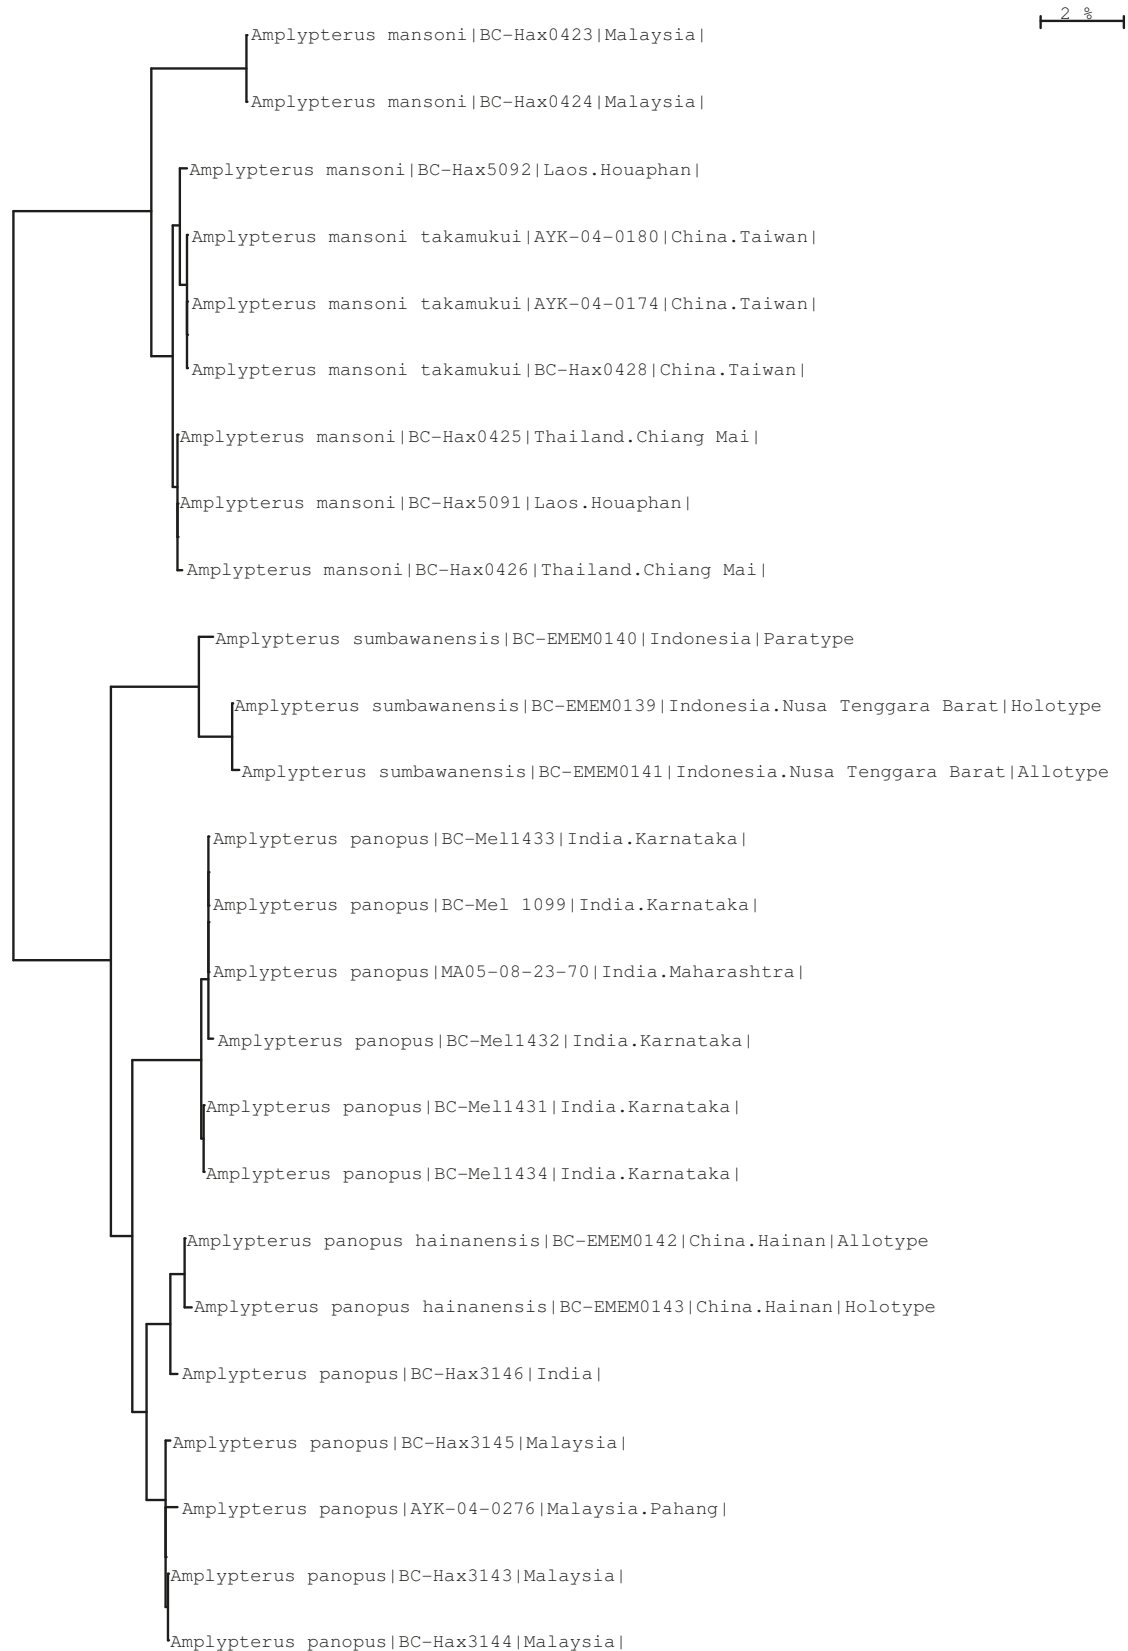 2 %
Amplypterus mansoni|BC-Hax0423|Malaysia|
Amplypterus mansoni|BC-Hax0424|Malaysia|
Amplypterus mansoni|BC-Hax5092|Laos.Houaphan|
Amplypterus mansoni takamukui|AYK-04-0180|China.Taiwan|
Amplypterus mansoni takamukui|AYK-04-0174|China.Taiwan|
Amplypterus mansoni takamukui|BC-Hax0428|China.Taiwan|
Amplypterus mansoni|BC-Hax0425|Thailand.Chiang Mai|
Amplypterus mansoni|BC-Hax5091|Laos.Houaphan|
Amplypterus mansoni|BC-Hax0426|Thailand.Chiang Mai|
Amplypterus sumbawanensis|BC-EMEM0140|Indonesia|Paratype
Amplypterus sumbawanensis|BC-EMEM0139|Indonesia.Nusa Tenggara Barat|Holotype
Amplypterus sumbawanensis|BC-EMEM0141|Indonesia.Nusa Tenggara Barat|Allotype
Amplypterus panopus|BC-Mel1433|India.Karnataka|
Amplypterus panopus|BC-Mel 1099|India.Karnataka|
Amplypterus panopus|MA05-08-23-70|India.Maharashtra|
Amplypterus panopus|BC-Mel1432|India.Karnataka|
Amplypterus panopus|BC-Mel1431|India.Karnataka|
Amplypterus panopus|BC-Mel1434|India.Karnataka|
Amplypterus panopus hainanensis|BC-EMEM0142|China.Hainan|Allotype
Amplypterus panopus hainanensis|BC-EMEM0143|China.Hainan|Holotype
Amplypterus panopus|BC-Hax3146|India|
Amplypterus panopus|BC-Hax3145|Malaysia|
Amplypterus panopus|AYK-04-0276|Malaysia.Pahang|
Amplypterus panopus|BC-Hax3143|Malaysia|
Amplypterus panopus|BC-Hax3144|Malaysia|